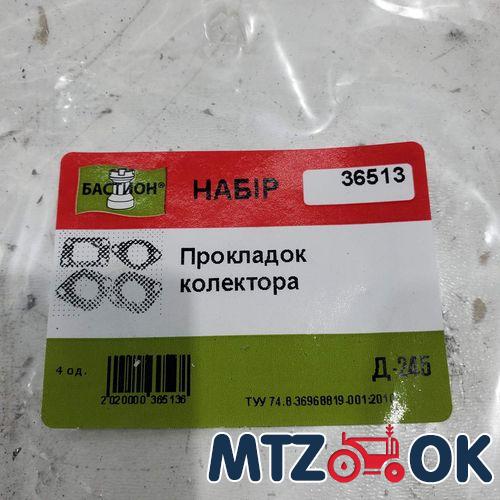 БАСТИОН®
НАБІР
36513
Прокладок
колектора
4 од.
Д-245
2 020000 365136
ТУУ 74.8-36968819-001:2010
MTZ OK